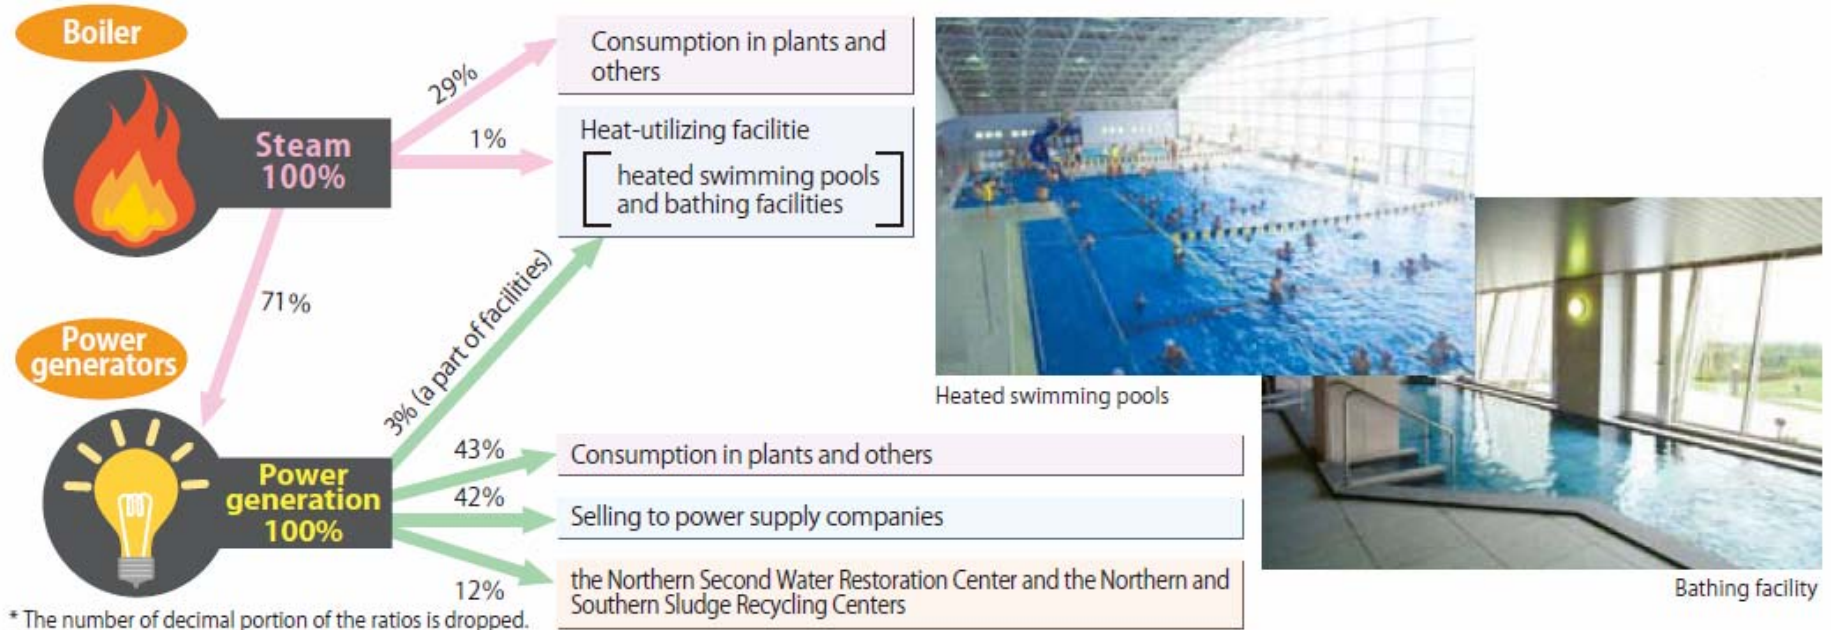 Boiler
Steam
100%
29%
Consumption in plants and
others
1%
Heat-utilizing facilitie
heated swimming pools
and bathing facilities
71%
Power
generators
Power
generation
100%
3% (a part of facilities)
43%
Consumption in plants and others
42%
Selling to power supply companies
12%
the Northern Second Water Restoration Center and the Northern and
Southern Sludge Recycling Centers
* The number of decimal portion of the ratios is dropped.
Heated swimming pools
Bathing facility